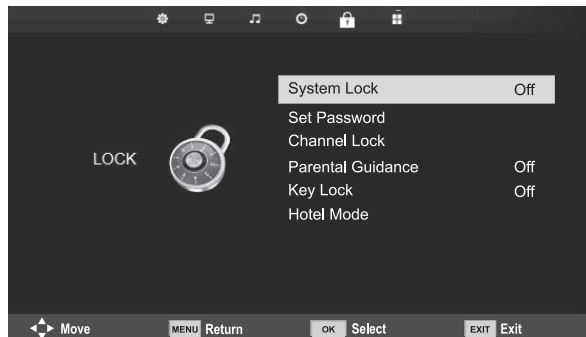 System Lock Off
Set Password
Channel Lock
LOCK
Parental Guidance Off
Key Lock Off
Hotel Mode
Move MENU Return OK Select EXIT Exit